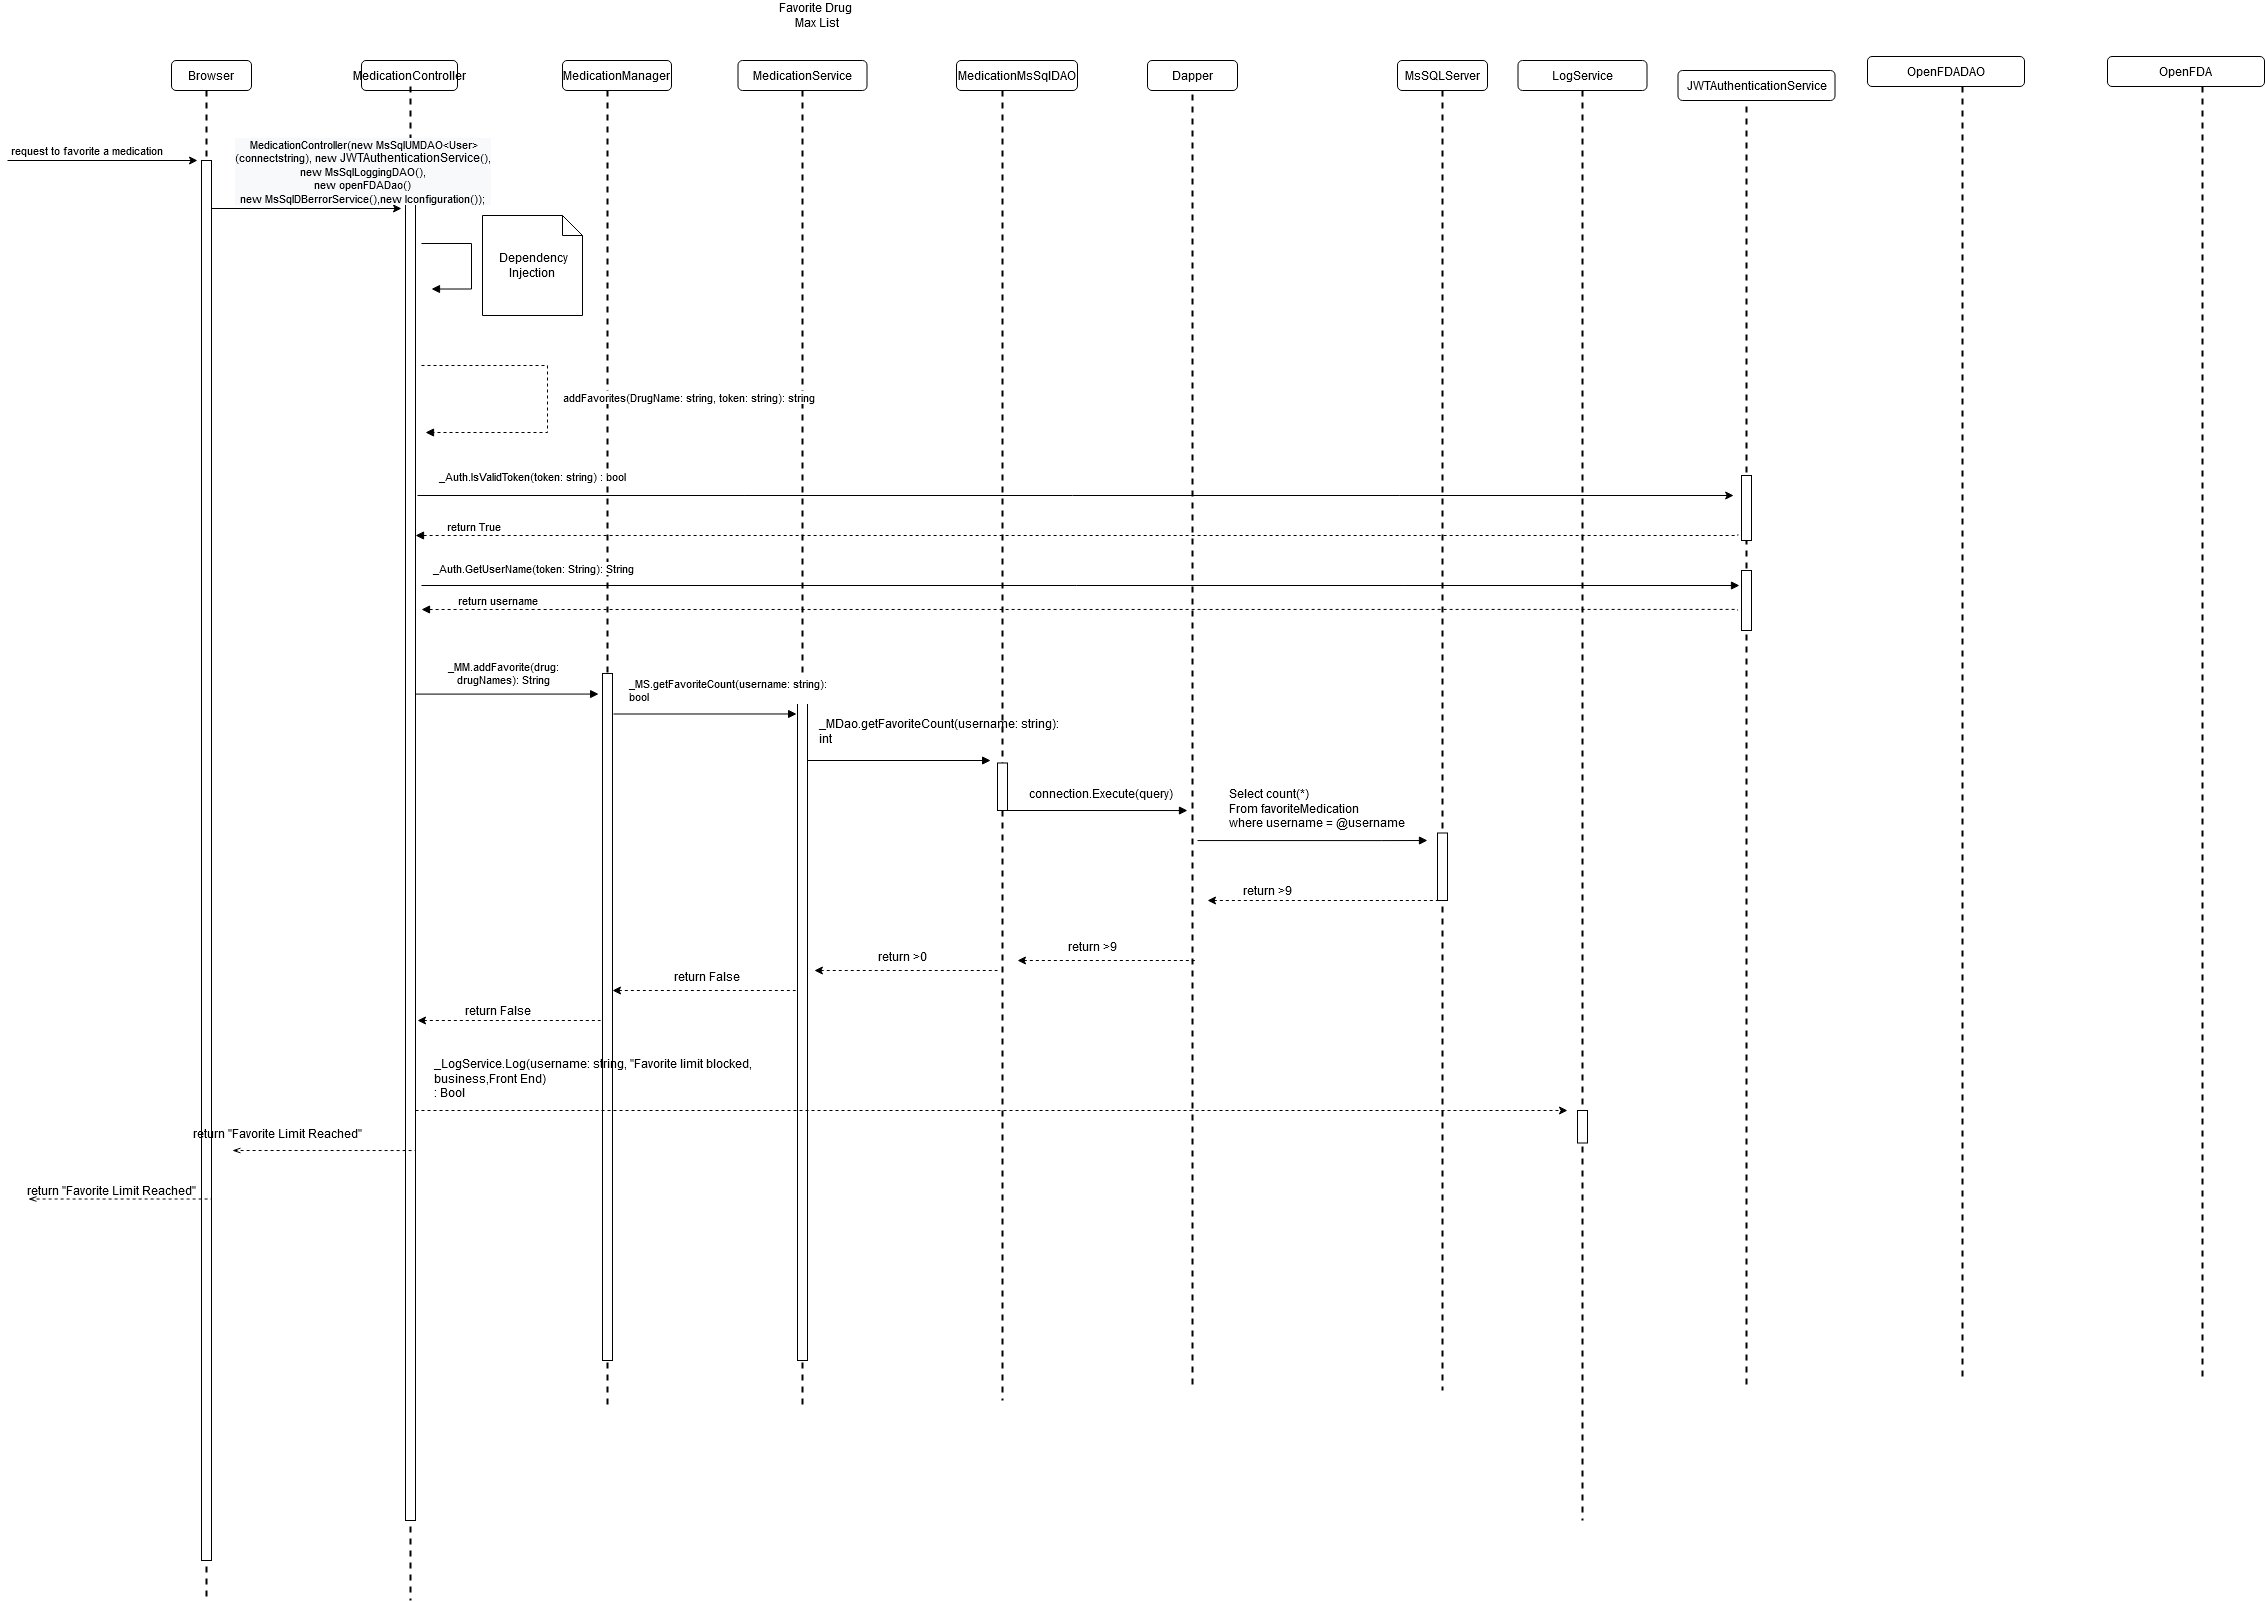 Favorite Drug
Max List
Browser
MedicationController
MedicationManager
MedicationService
MedicationMsSqlDAO
Dapper
MsSQLServer
LogService
JWTAuthenticationService
OpenFDADAO
OpenFDA
request to favorite a medication
MedicationController(new MsSqlUMDAO<User>
(connectstring), new JWTAuthenticationService(),
new MsSqlLoggingDAO(),
new openFDADao()
new MsSqlDBerrorService(),new Iconfiguration());
Dependency
Injection
addFavorites(DrugName: string, token: string): string
_Auth.IsValidToken(token: string) : bool
return True
_Auth.GetUserName(token: String): String
return username
_MM.addFavorite(drug:
drugNames): String
_MS.getFavoriteCount(username: string):
bool
_MDao.getFavoriteCount(username: string):
int
connection.Execute(query)
Select count(*)
From favoriteMedication
where username = @username
return >9
return >9
return >0
return False
return False
_LogService.Log(username: string, "Favorite limit blocked,
business,Front End)
: Bool
return "Favorite Limit Reached"
return "Favorite Limit Reached"